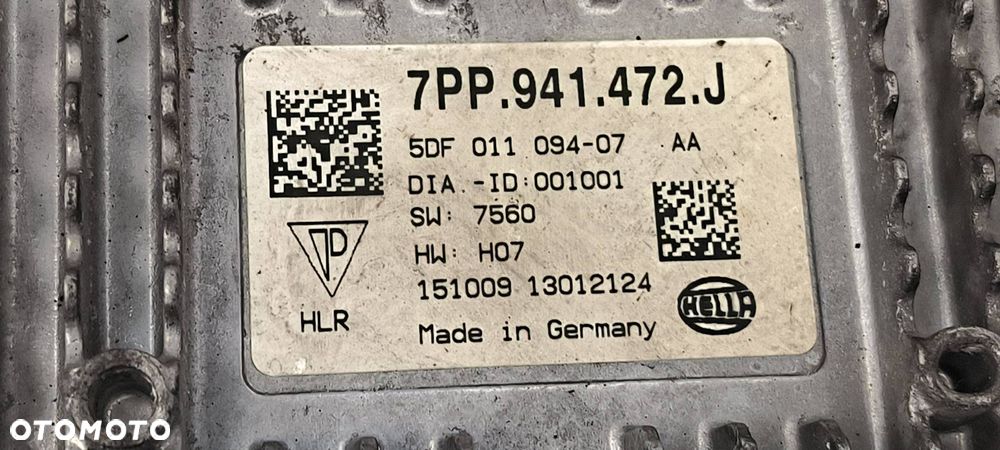 7PP.941.472.J
5DF 011 094-07 AA
DIA.-ID:001001
SW: 7560
HW: H07
151009 13012124
Made in Germany
HLR
HELLA
OTOMOTO